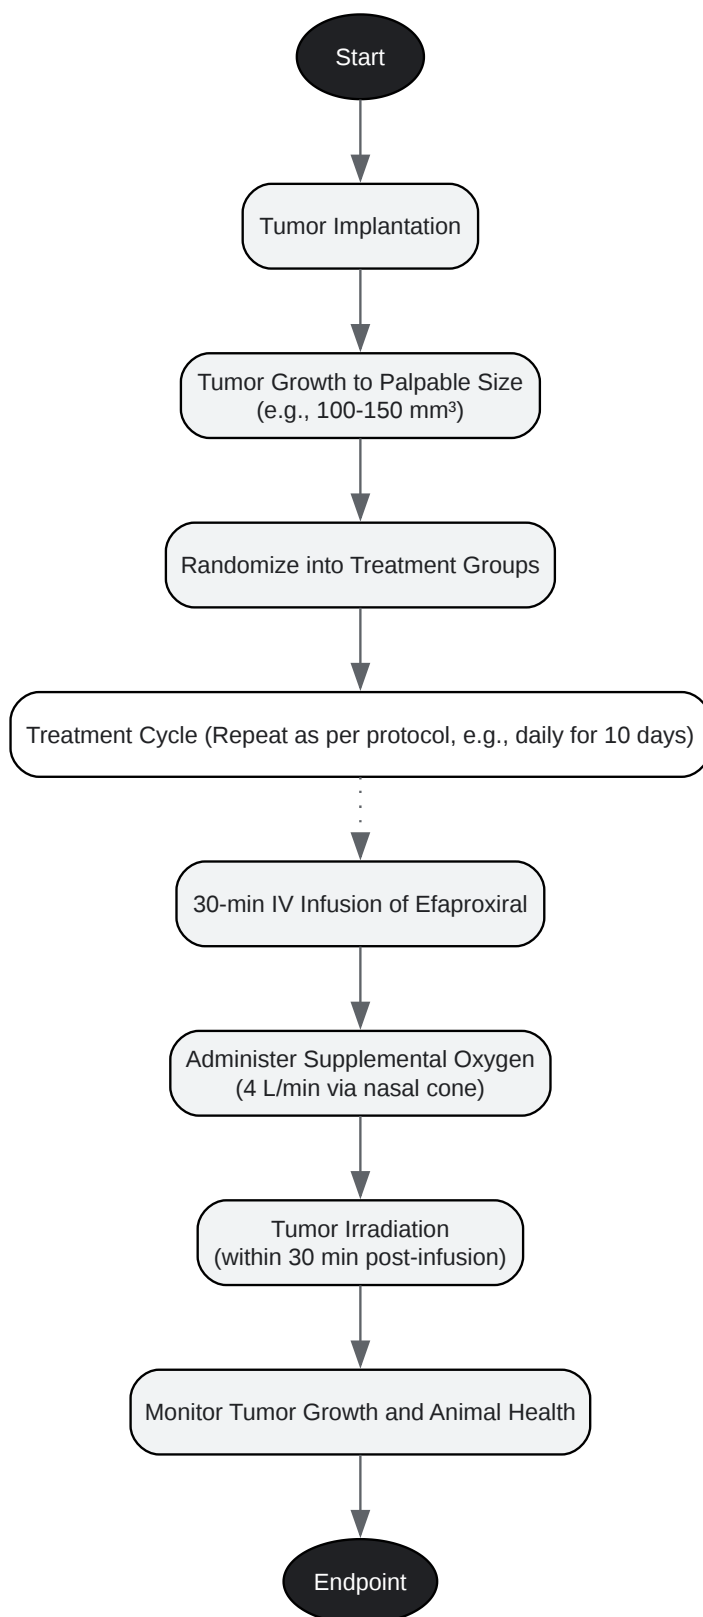 Start
Tumor Implantation
Tumor Growth to Palpable Size
(e.g., 100-150 mm³)
Randomize into Treatment Groups
Treatment Cycle (Repeat as per protocol, e.g., daily for 10 days)
30-min IV Infusion of Efaproxiral
Administer Supplemental Oxygen
(4 L/min via nasal cone)
Tumor Irradiation
(within 30 min post-infusion)
Monitor Tumor Growth and Animal Health
Endpoint